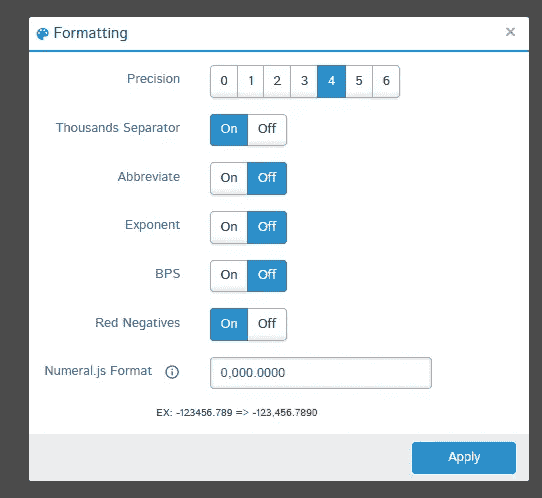 Formatting ×
Precision 0 1 2 3 4 5 6
Thousands Separator On Off
Abbreviate On Off
Exponent On Off
BPS On Off
Red Negatives On Off
Numeral.js Format 0,000.0000
EX: -123456.789 => -123,456.7890
Apply